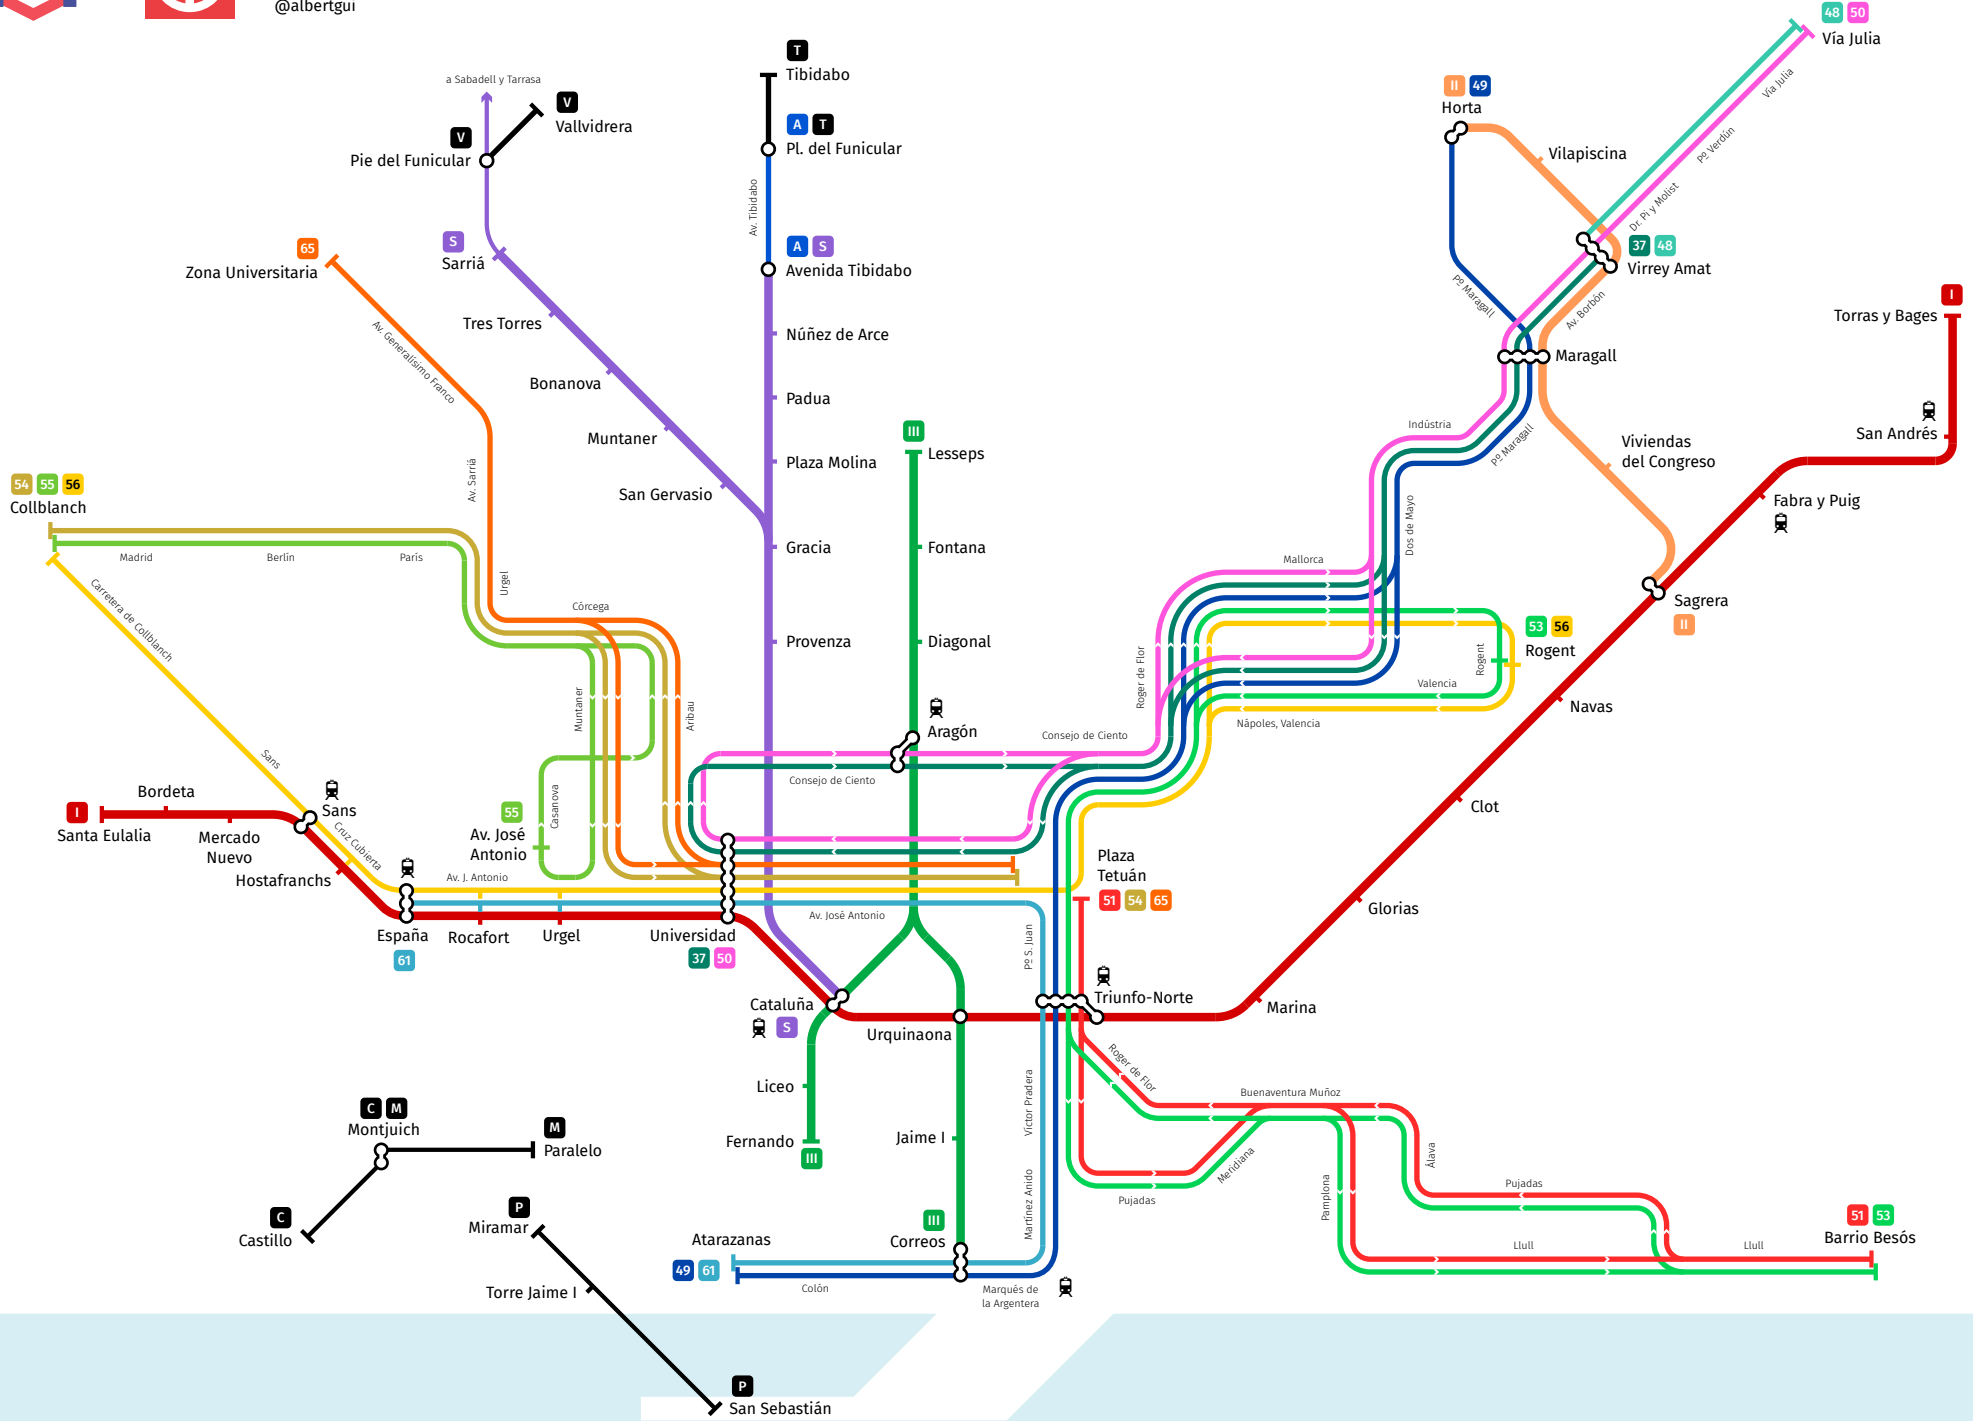 @albertgui
48 50
Vía Julia
T
Tibidabo
a Sabadell y Tarrasa
V
Vallvidrera
V
Pie del Funicular
A T
Pl. del Funicular
II 49
Horta
Vilapiscina
Vía Julia
Pº Verdún
Dr. Pi y Molist
Av. Tibidabo
S
Sarriá
A S
Avenida Tibidabo
65
Zona Universitaria
37 48
Virrey Amat
Pº Maragall
Av. Borbón
I
Torras y Bages
Tres Torres
Núñez de Arce
Av. Generalísimo Franco
Maragall
Bonanova
Padua
Muntaner
Plaza Molina
San Gervasio
III
Lesseps
Indústria
Pº Maragall
Viviendas
del Congreso
San Andrés
Fabra y Puig
Av. Sarriá
54 55 56
Collblanch
Madrid
Berlín
París
Urgel
Gracia
Fontana
Dos de Mayo
Mallorca
Carretera de Collblanch
Córcega
Sagrera
II
Provenza
Diagonal
53 56
Rogent
Rogent
Roger de Flor
Valencia
Nápoles, Valencia
Navas
Muntaner
Aribau
Aragón
Consejo de Ciento
Consejo de Ciento
Sans
Bordeta
I
Santa Eulalia
Mercado
Nuevo
Sans
Cruz Cubierta
Hostafranchs
55
Av. José
Antonio
Casanova
Clot
Av. J. Antonio
Plaza
Tetuán
51 54 65
Glorias
España
61
Rocafort
Urgel
Universidad
37 50
Av. José Antonio
Pº S. Juan
Cataluña
S
Urquinaona
Triunfo-Norte
Marina
Liceo
Roger de Flor
Víctor Pradera
Buenaventura Muñoz
C M
Montjuich
M
Paralelo
Fernando
III
Jaime I
Meridiana
Álava
Pujadas
Pamplona
Pujadas
Martínez Anido
C
Castillo
P
Miramar
III
Correos
Atarazanas
49 61
Colón
Marqués de
la Argentera
Llull
Llull
51 53
Barrio Besós
Torre Jaime I
P
San Sebastián